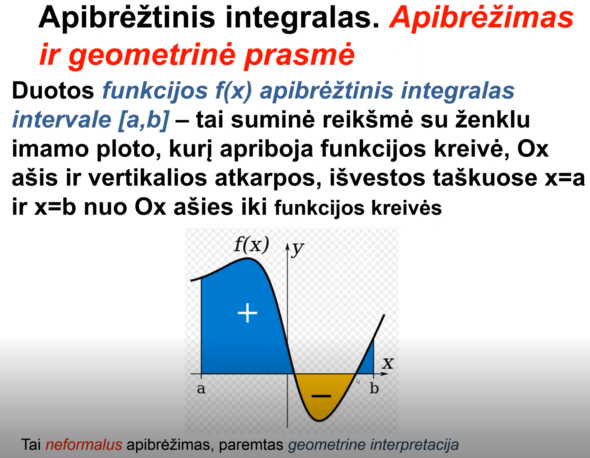 Apibrėžtinis integralas. Apibrėžimas
ir geometrinė prasmė
Duotos funkcijos f(x) apibrėžtinis integralas
intervale [a,b] – tai suminė reikšmė su ženklu
imamo ploto, kurį apriboja funkcijos kreivė, Ox
ašis ir vertikalios atkarpos, išvestos taškuose x=a
ir x=b nuo Ox ašies iki funkcijos kreivės
f(x) y
+
x
a
b
–
Tai neformalus apibrėžimas, paremtas geometrine interpretacija